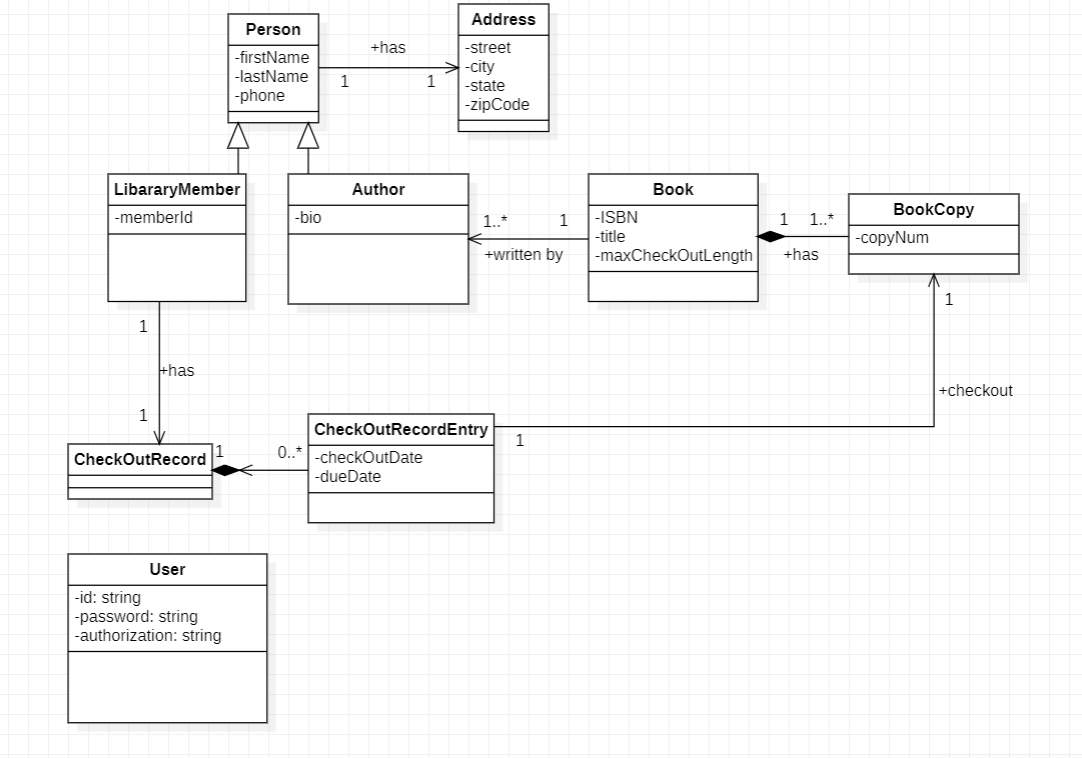 Person
-firstName
-lastName
-phone
+has
1
1
Address
-street
-city
-state
-zipCode
LibararyMember
-memberId
Author
-bio
1..*
1
+written by
Book
-ISBN
-title
-maxCheckOutLength
1
1..*
+has
BookCopy
-copyNum
1
+has
1
1
+checkout
CheckOutRecord
1
0..*
CheckOutRecordEntry
-checkOutDate
-dueDate
1
User
-id: string
-password: string
-authorization: string